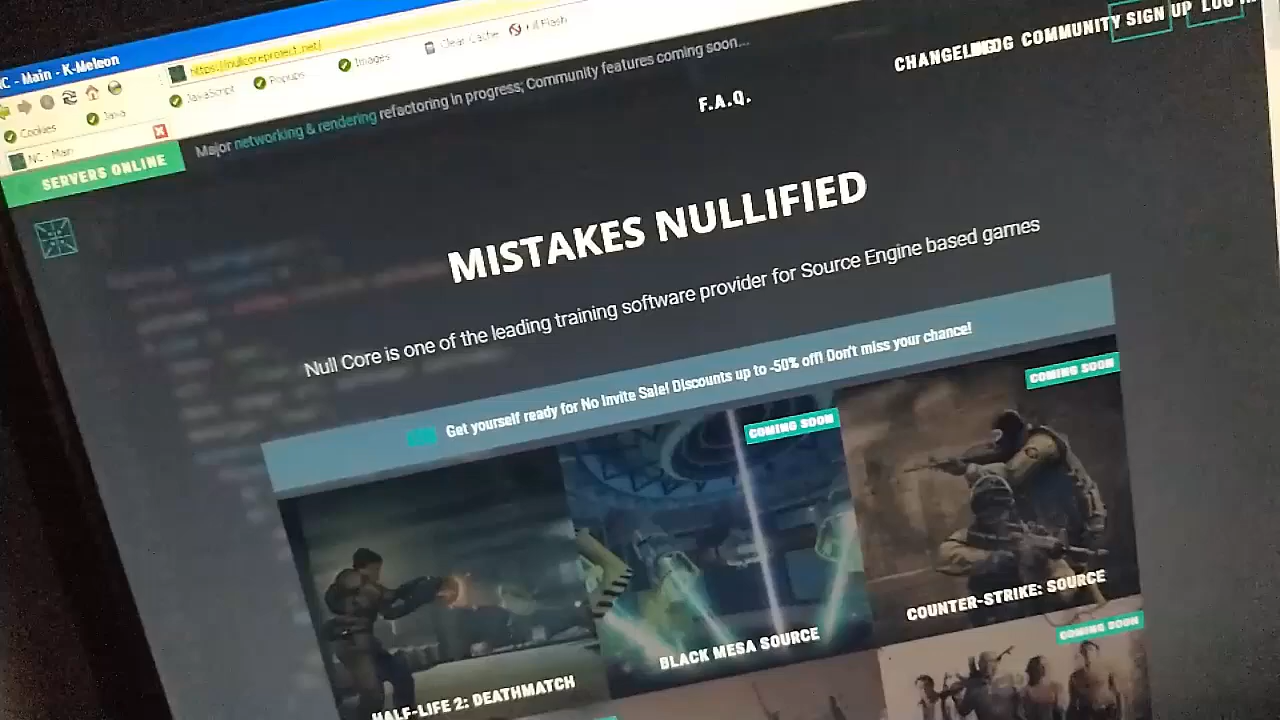 NC - Main - K-Meleon
https://nullcoreproject.net/
Cookies
Java
JavaScript
Popups
Images
Clear Cache
Kill Flash
NC - Main
SERVERS ONLINE
Major networking & rendering refactoring in progress; Community features coming soon...
CHANGELOG
COMMUNITY
SIGN UP
LOG
F.A.Q.
MISTAKES NULLIFIED
Null Core is one of the leading training software provider for Source Engine based games
Get yourself ready for No Invite Sale! Discounts up to -50% off! Don't miss your chance!
COMING SOON
COMING SOON
HALF-LIFE 2: DEATHMATCH
BLACK MESA SOURCE
COUNTER-STRIKE: SOURCE
COMING SOON